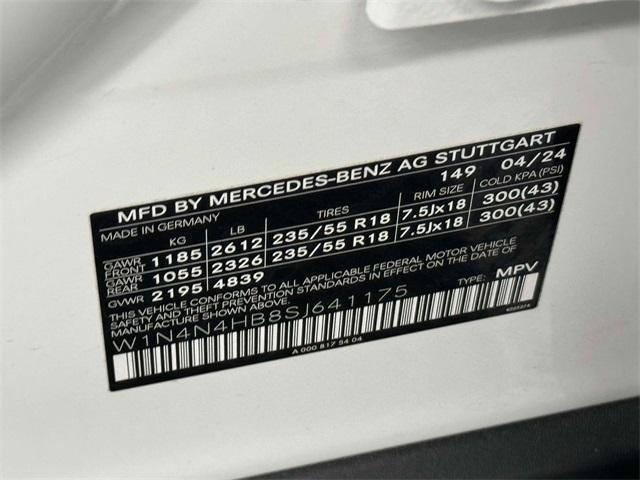 MFD BY MERCEDES-BENZ AG STUTTGART
MADE IN GERMANY 149 04/24
KG LB TIRES RIM SIZE COLD KPA (PSI)
GAWR FRONT 1185 2612 235/55 R18 7.5Jx18 300(43)
GAWR REAR 1055 2326 235/55 R18 7.5Jx18 300(43)
GVWR 2195 4839
THIS VEHICLE CONFORMS TO ALL APPLICABLE FEDERAL MOTOR VEHICLE
SAFETY AND THEFT PREVENTION STANDARDS IN EFFECT ON THE DATE OF
MANUFACTURE SHOWN ABOVE.
W1N4N4HB8SJ641175 TYPE: MPV
A 000 817 54 04